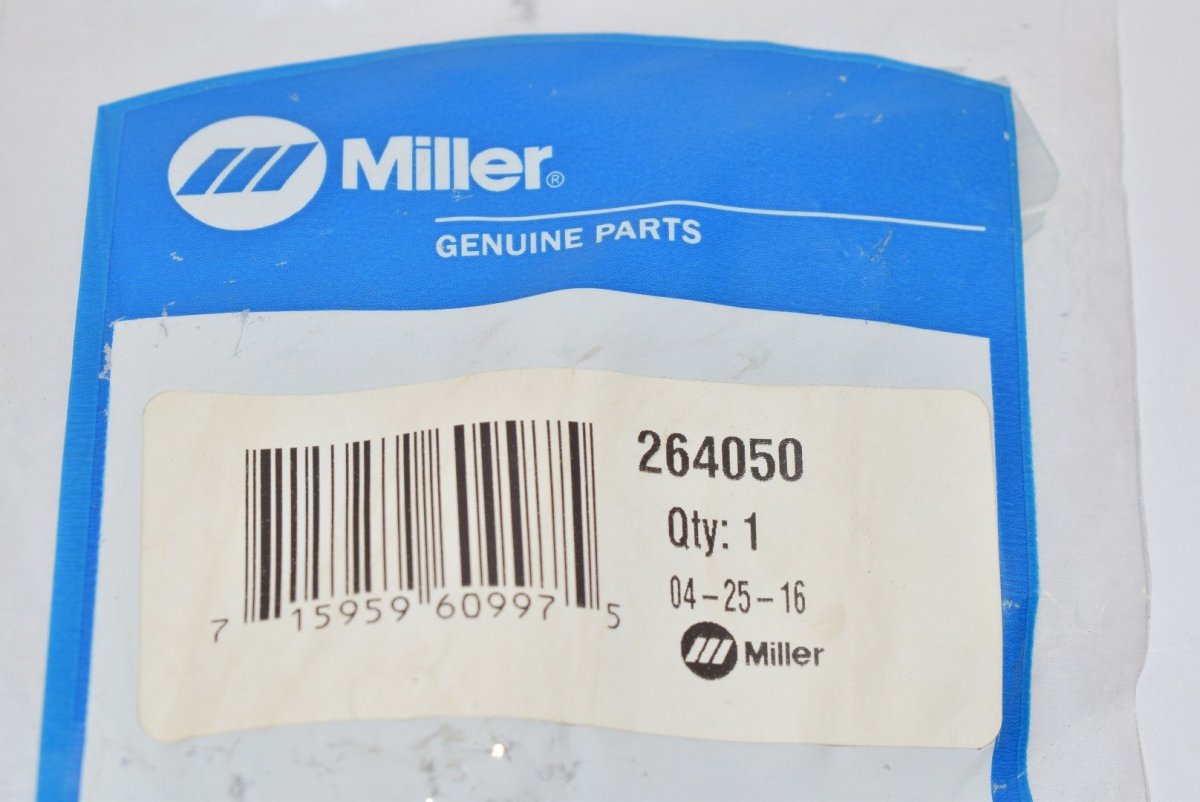 Miller®
GENUINE PARTS
264050
Qty: 1
04-25-16
Miller
7 15959 60997 5